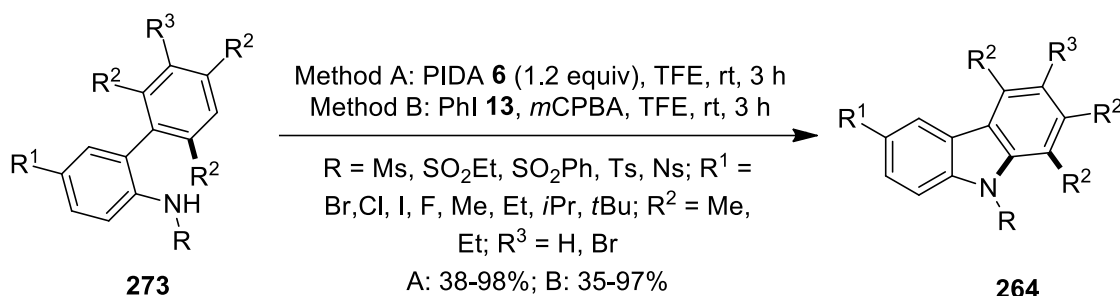 R³
R²
R²
R²
R¹
NH
R
273
Method A: PIDA 6 (1.2 equiv), TFE, rt, 3 h
Method B: PhI 13, mCPBA, TFE, rt, 3 h
R = Ms, SO₂Et, SO₂Ph, Ts, Ns; R¹ =
Br,Cl, I, F, Me, Et, iPr, tBu; R² = Me,
Et; R³ = H, Br
A: 38-98%; B: 35-97%
R²
R³
R²
R²
R¹
N
R
264